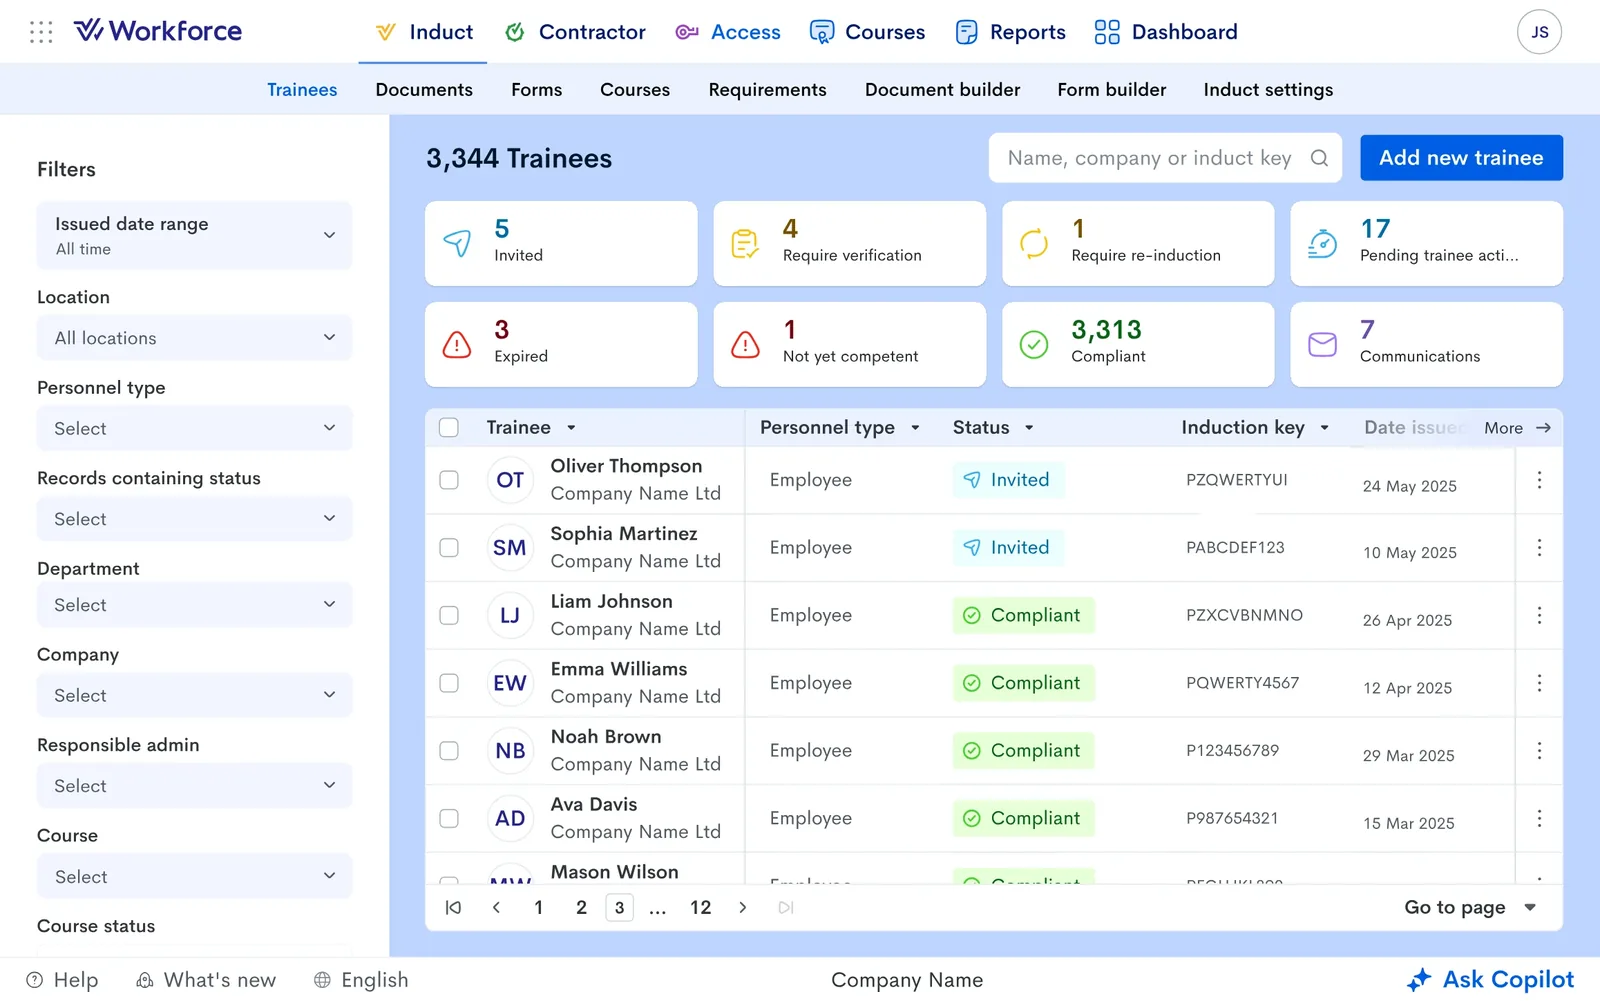 Workforce
Induct
Contractor
Access
Courses
Reports
Dashboard
JS
Trainees
Documents
Forms
Courses
Requirements
Document builder
Form builder
Induct settings
Filters
Issued date range
All time
Location
All locations
Personnel type
Select
Records containing status
Select
Department
Select
Company
Select
Responsible admin
Select
Course
Select
Course status
3,344 Trainees
Name, company or induct key
Add new trainee
5
Invited
4
Require verification
1
Require re-induction
17
Pending trainee acti...
3
Expired
1
Not yet competent
3,313
Compliant
7
Communications
Trainee
Personnel type
Status
Induction key
Date issued
More
OT
Oliver Thompson
Company Name Ltd
Employee
Invited
PZQWERTYUI
24 May 2025
SM
Sophia Martinez
Company Name Ltd
Employee
Invited
PABCDEF123
10 May 2025
LJ
Liam Johnson
Company Name Ltd
Employee
Compliant
PZXCVBNMNO
26 Apr 2025
EW
Emma Williams
Company Name Ltd
Employee
Compliant
PQWERTY4567
12 Apr 2025
NB
Noah Brown
Company Name Ltd
Employee
Compliant
P123456789
29 Mar 2025
AD
Ava Davis
Company Name Ltd
Employee
Compliant
P987654321
15 Mar 2025
MW
Mason Wilson
Employee
Compliant
1
2
3
...
12
Go to page
Help
What's new
English
Company Name
Ask Copilot